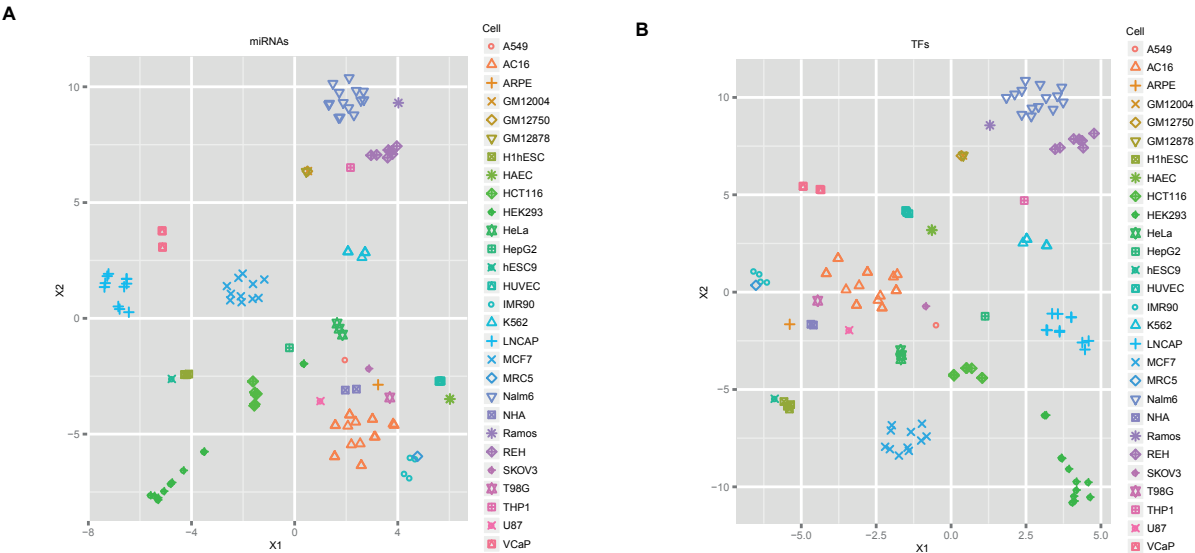 A
miRNAs
10
5
0
−5
−8
−4
0
4
X1
X2
Cell
A549
AC16
ARPE
GM12004
GM12750
GM12878
H1hESC
HAEC
HCT116
HEK293
HeLa
HepG2
hESC9
HUVEC
IMR90
K562
LNCAP
MCF7
MRC5
Nalm6
NHA
Ramos
REH
SKOV3
T98G
THP1
U87
VCaP
B
TFs
10
5
0
−5
−10
−5.0
−2.5
0.0
2.5
5.0
X1
X2
Cell
A549
AC16
ARPE
GM12004
GM12750
GM12878
H1hESC
HAEC
HCT116
HEK293
HeLa
HepG2
hESC9
HUVEC
IMR90
K562
LNCAP
MCF7
MRC5
Nalm6
NHA
Ramos
REH
SKOV3
T98G
THP1
U87
VCaP